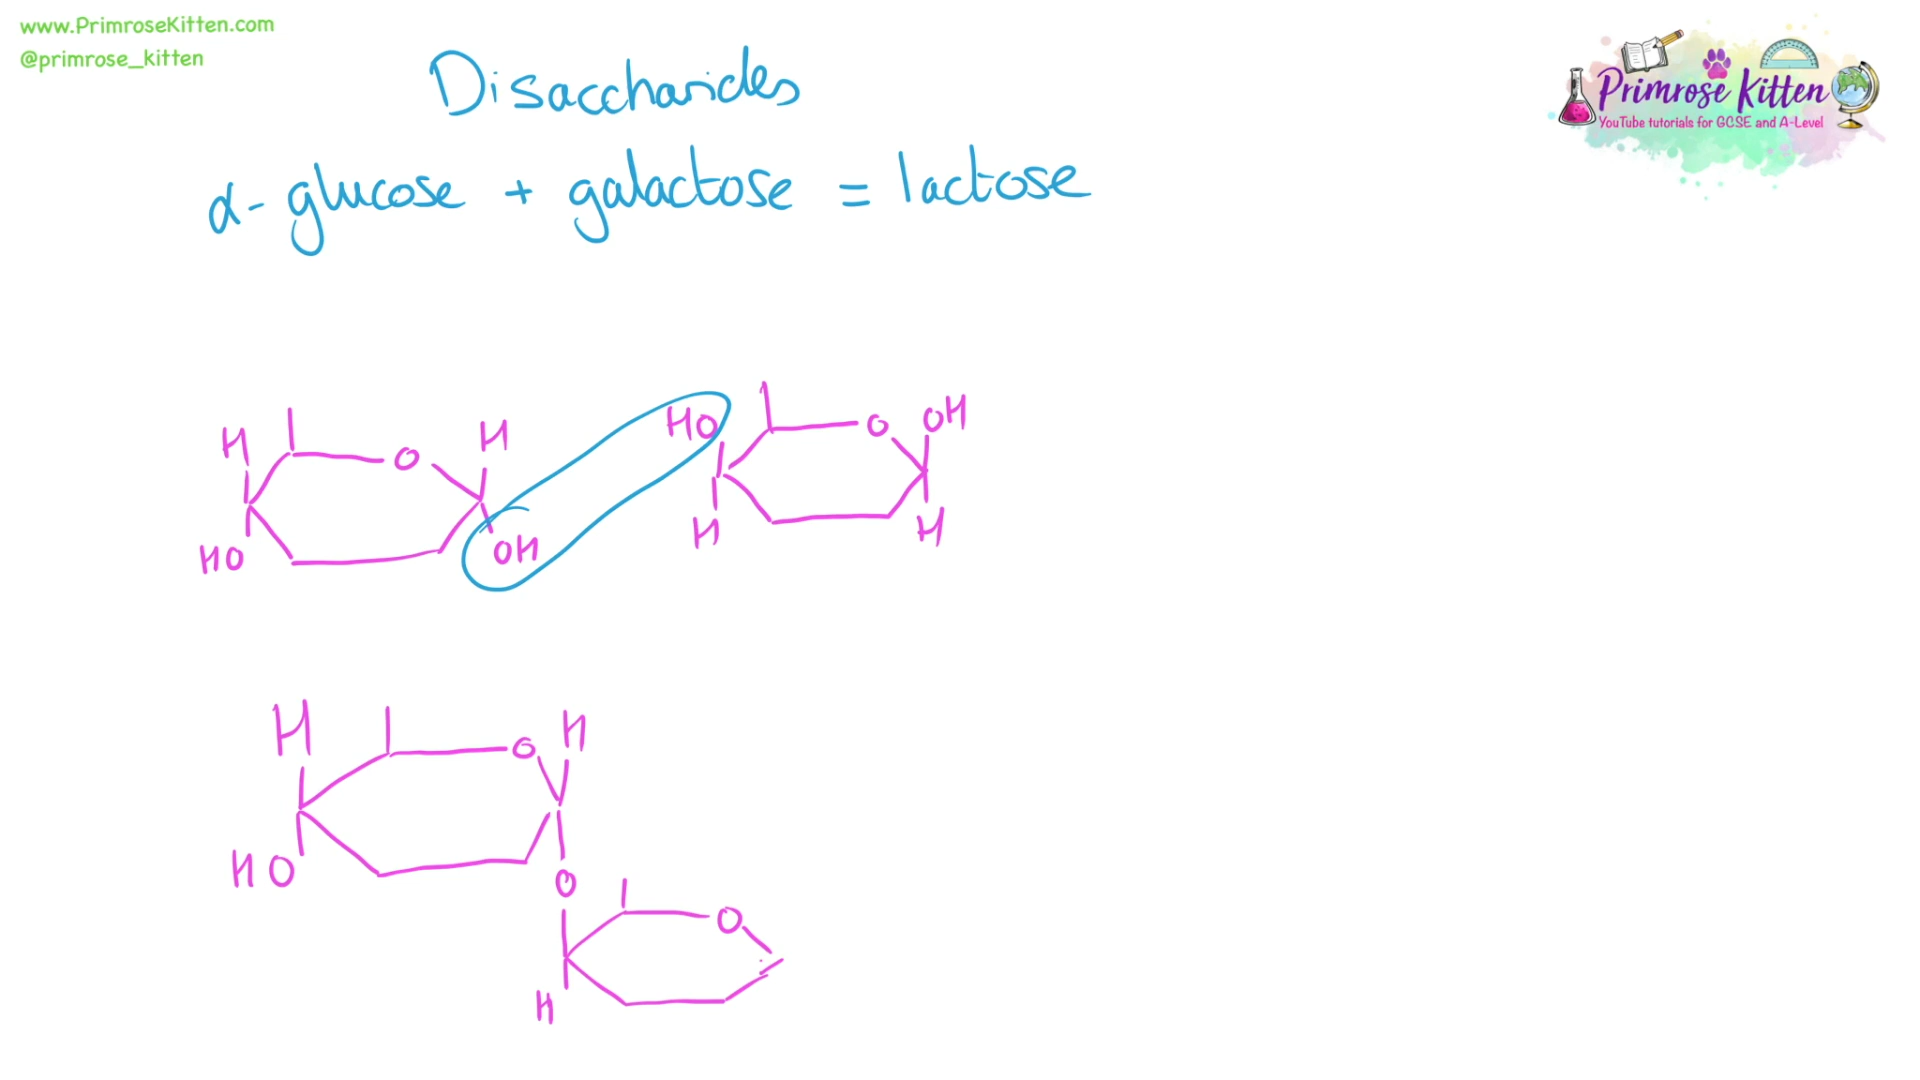 www.PrimroseKitten.com
@primrose_kitten
Primrose Kitten
YouTube tutorials for GCSE and A-Level
Disaccharides
α-glucose + galactose = lactose
H O H
HO OH
HO O OH
H H
H O H
HO
O
O
H